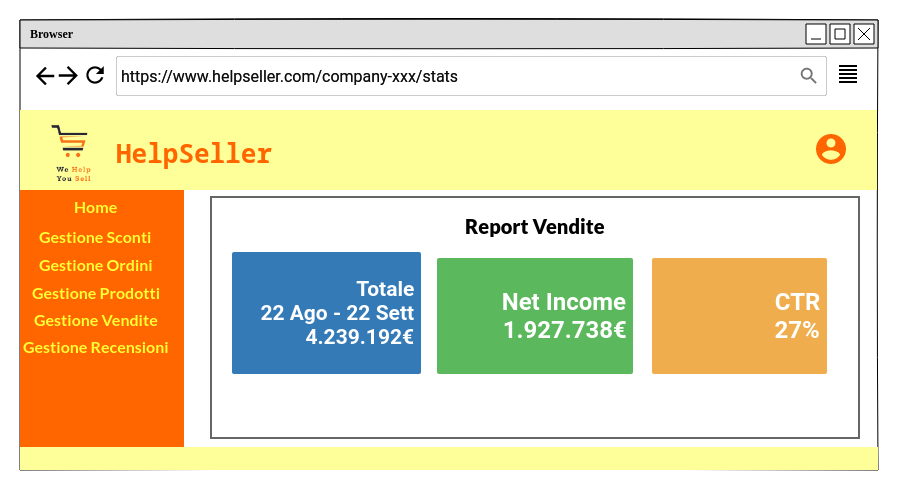 Browser
https://www.helpseller.com/company-xxx/stats
We Help
You Sell
HelpSeller
Home
Gestione Sconti
Gestione Ordini
Gestione Prodotti
Gestione Vendite
Gestione Recensioni
Report Vendite
Totale
22 Ago - 22 Sett
4.239.192€
Net Income
1.927.738€
CTR
27%